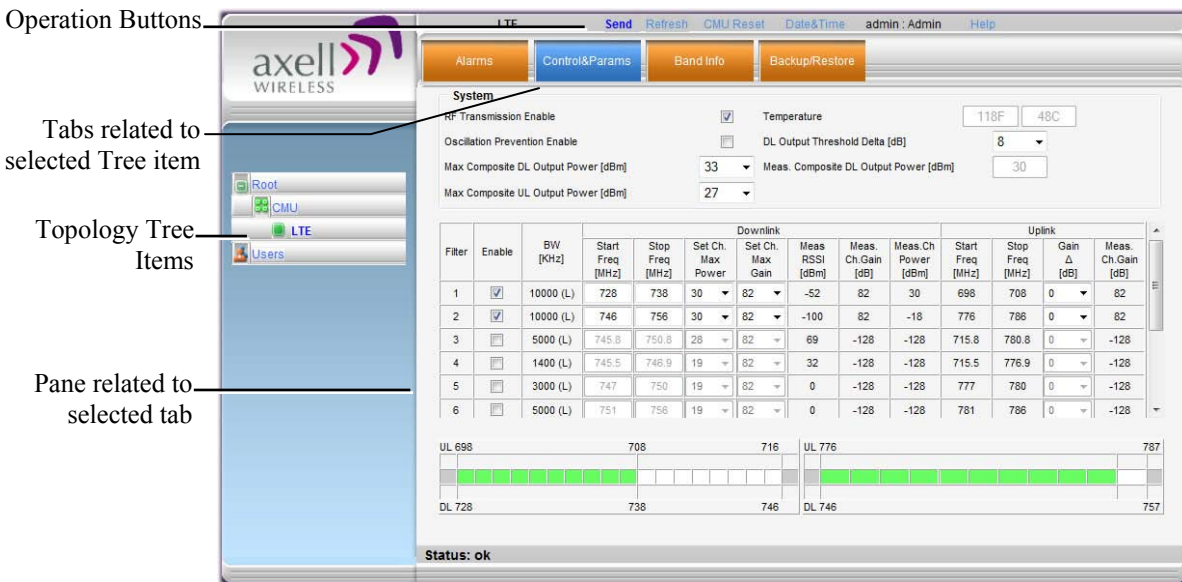 Operation Buttons
LTE Send Refresh CMU Reset Date&Time admin : Admin Help
axell
WIRELESS
Alarms Control&Params Band Info Backup/Restore
Tabs related to
selected Tree item
System
RF Transmission Enable Temperature 118F 48C
Oscillation Prevention Enable DL Output Threshold Delta [dB] 8
Max Composite DL Output Power [dBm] 33 Meas. Composite DL Output Power [dBm] 30
Max Composite UL Output Power [dBm] 27
Root
CMU
LTE
Users
Topology Tree
Items
Downlink Uplink
Filter Enable BW [KHz] Start Freq [MHz] Stop Freq [MHz] Set Ch. Max Power Set Ch. Max Gain Meas RSSI [dBm] Meas. Ch.Gain [dB] Meas.Ch Power [dBm] Start Freq [MHz] Stop Freq [MHz] Gain Δ [dB] Meas. Ch.Gain [dB]
1 10000 (L) 728 738 30 82 -52 82 30 698 708 0 82
2 10000 (L) 746 756 30 82 -100 82 -18 776 786 0 82
3 5000 (L) 745.8 750.8 28 82 69 -128 -128 715.8 780.8 0 -128
4 1400 (L) 745.5 746.9 19 82 32 -128 -128 715.5 776.9 0 -128
5 3000 (L) 747 750 19 82 0 -128 -128 777 780 0 -128
6 5000 (L) 751 756 19 82 0 -128 -128 781 786 0 -128
Pane related to
selected tab
UL 698 708 716 UL 776 787
DL 728 738 746 DL 746 757
Status: ok